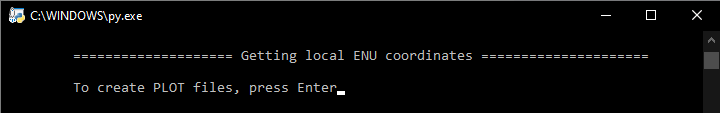 C:\WINDOWS\py.exe
==================== Getting local ENU coordinates =====================
To create PLOT files, press Enter